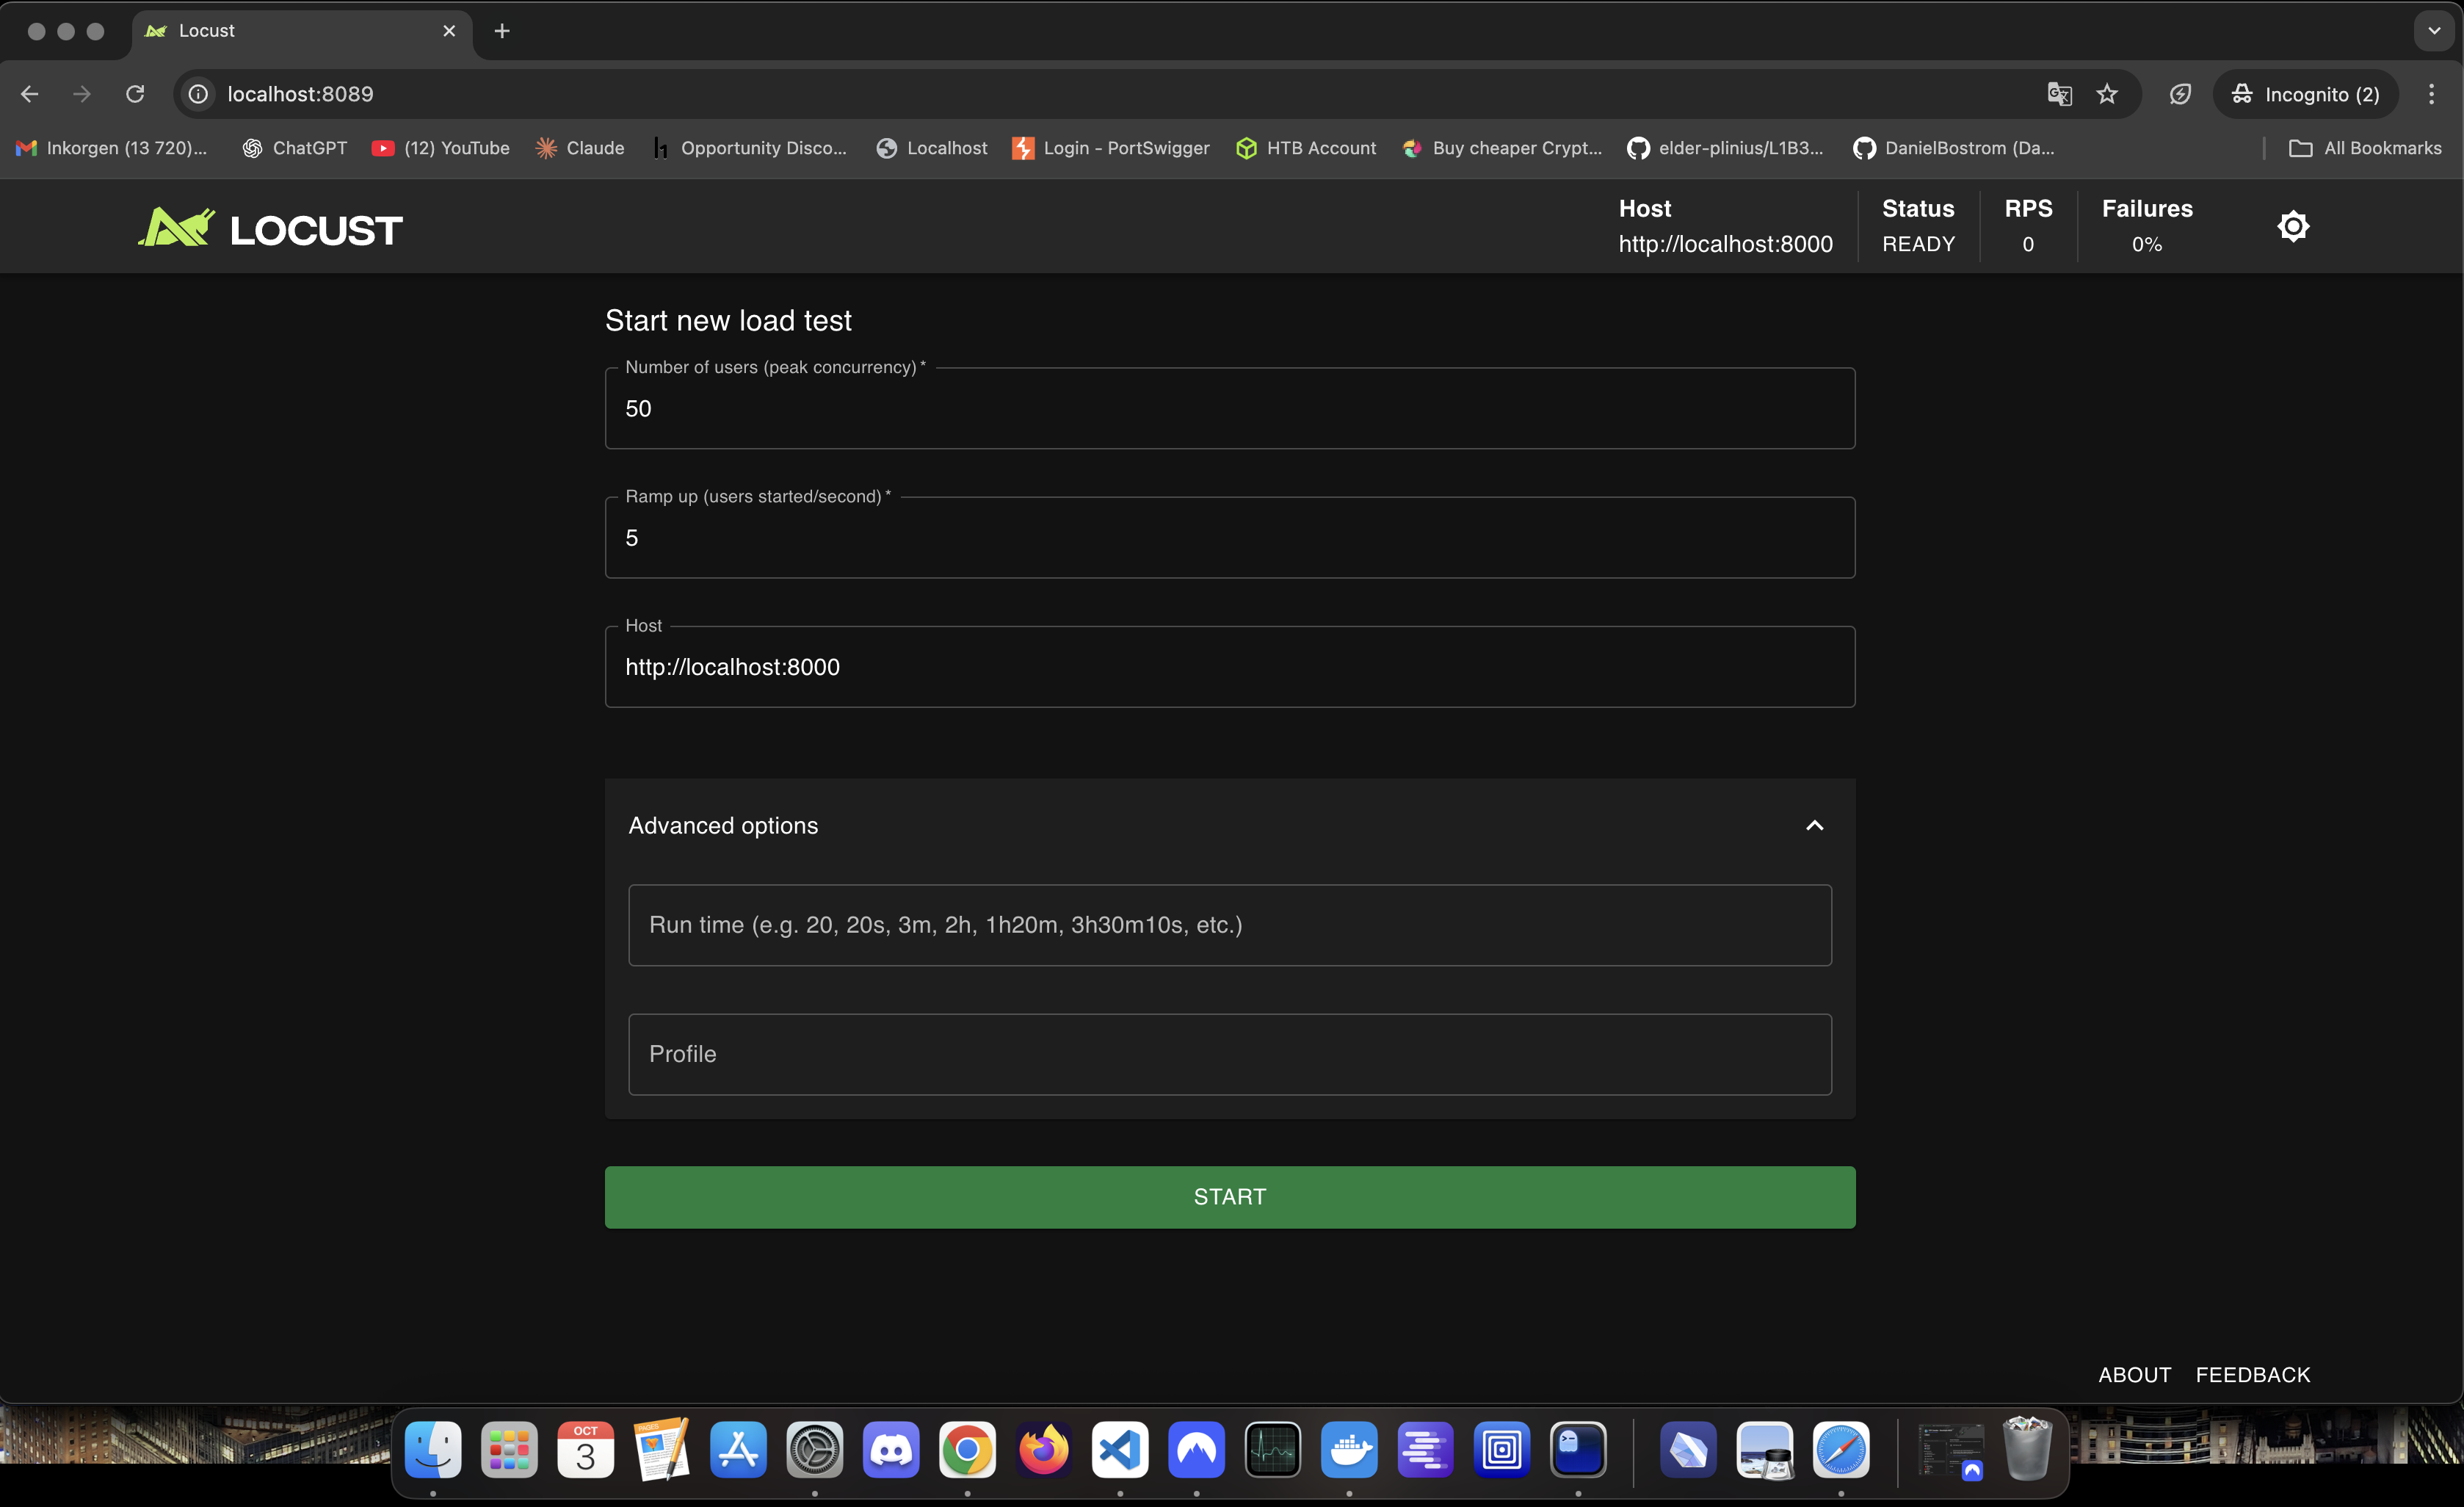 Locust
localhost:8089
Incognito (2)
Inkorgen (13 720)...
ChatGPT
(12) YouTube
Claude
Opportunity Disco...
Localhost
Login - PortSwigger
HTB Account
Buy cheaper Crypt...
elder-plinius/L1B3...
DanielBostrom (Da...
All Bookmarks
LOCUST
Host
http://localhost:8000
Status
READY
RPS
0
Failures
0%
Start new load test
Number of users (peak concurrency) *
50
Ramp up (users started/second) *
5
Host
http://localhost:8000
Advanced options
Run time (e.g. 20, 20s, 3m, 2h, 1h20m, 3h30m10s, etc.)
Profile
START
ABOUT
FEEDBACK
OCT
3